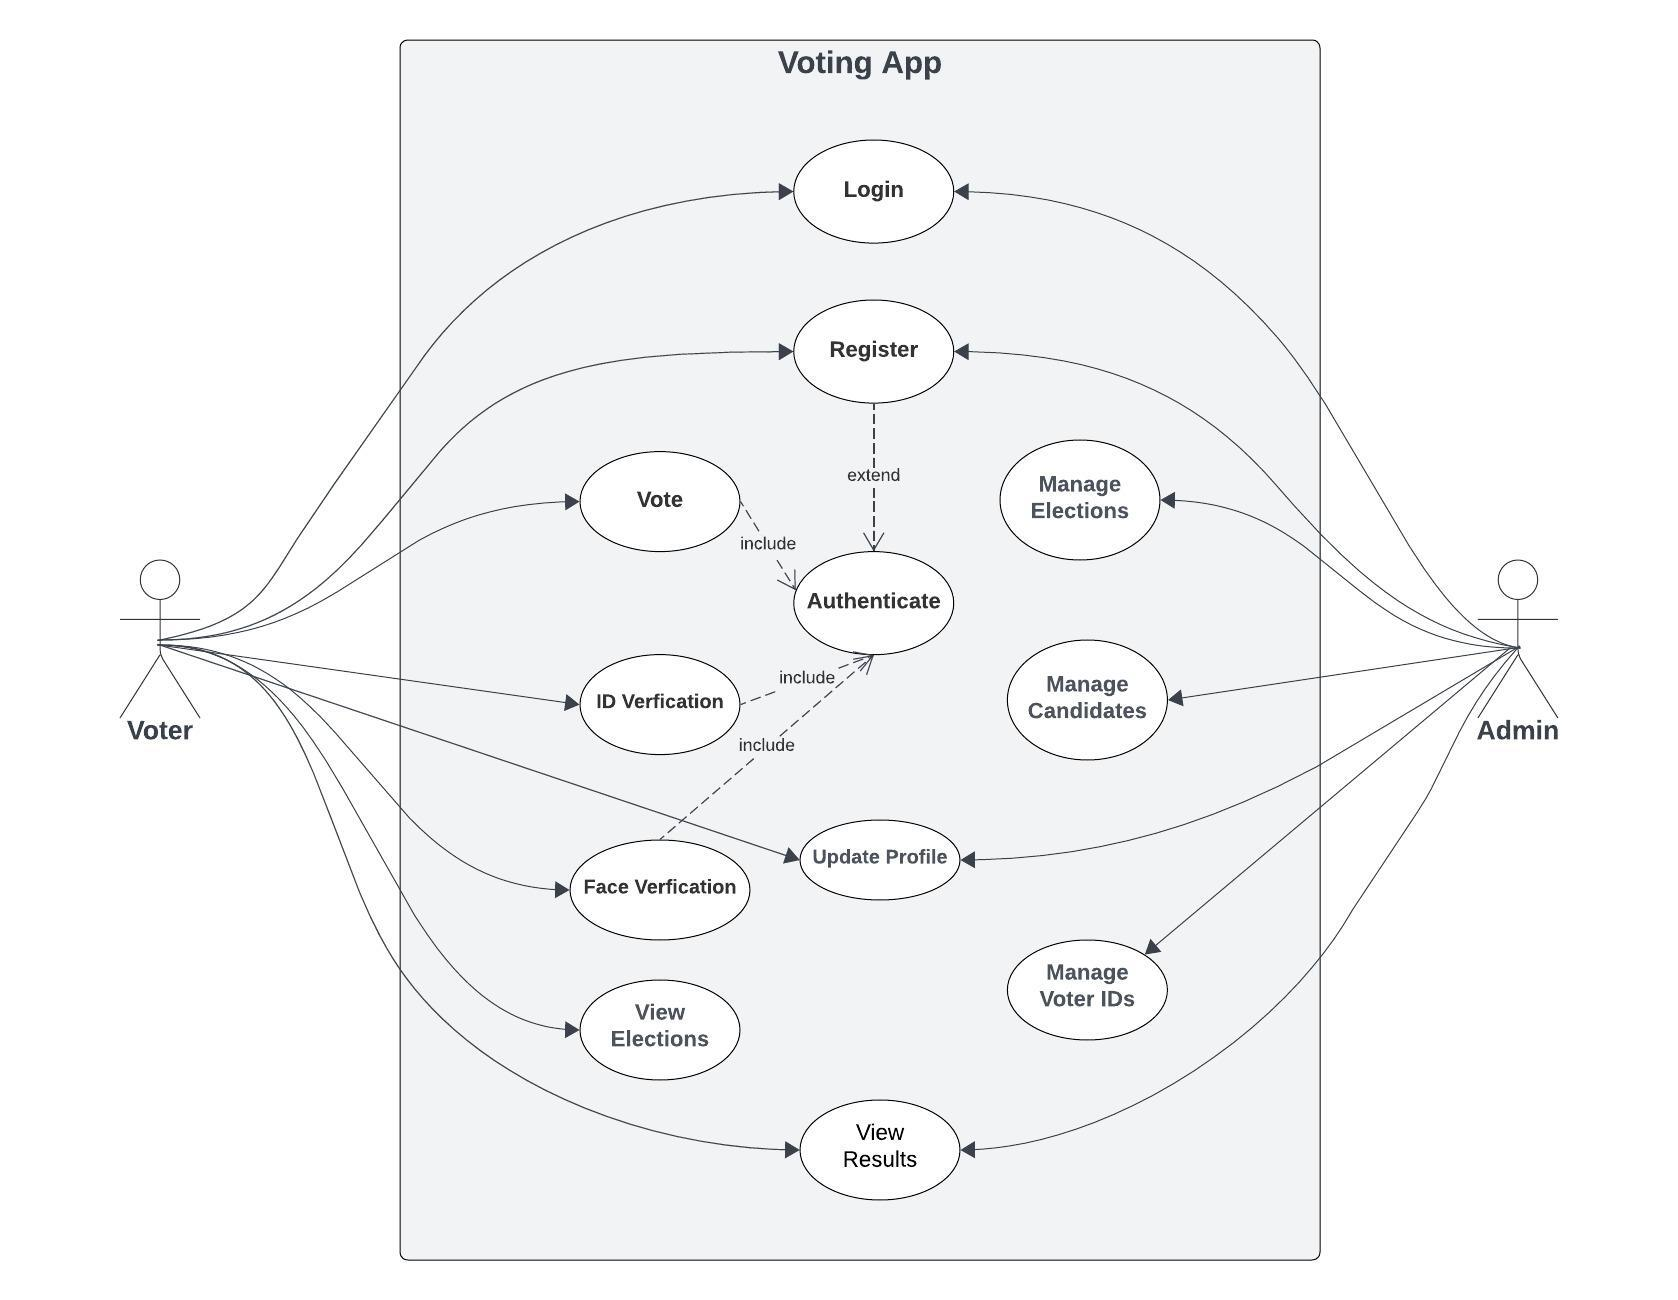 Voting App
Login
Register
extend
Vote
include
Manage
Elections
Authenticate
include
ID Verfication
Manage
Candidates
include
Voter
Admin
Update Profile
Face Verfication
Manage
Voter IDs
View
Elections
View
Results